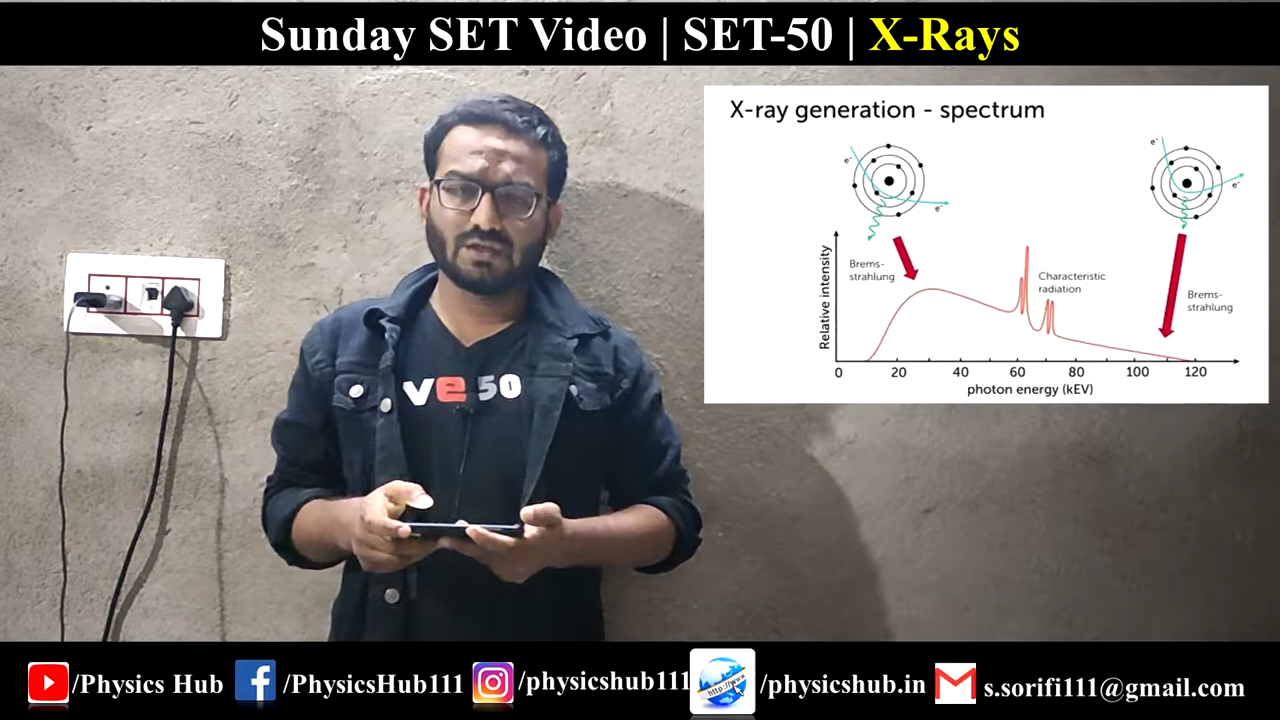 Sunday SET Video | SET-50 | X-Rays
X-ray generation - spectrum
e-
e-
e-
e-
Brems-
strahlung
Characteristic
radiation
Brems-
strahlung
Relative intensity
0 20 40 60 80 100 120
photon energy (kEV)
ve 50
/Physics Hub
/PhysicsHub111
/physicshub111
http://www
/physicshub.in
s.sorifi111@gmail.com